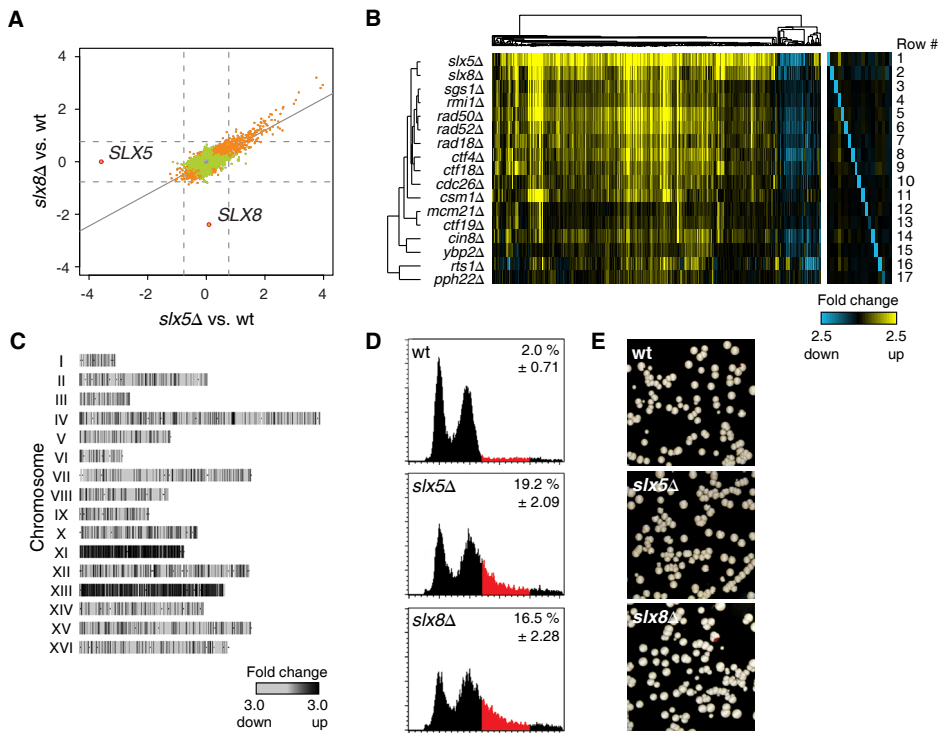 A
4
2
0
-2
-4
-4
-2
0
2
4
slx8Δ vs. wt
slx5Δ vs. wt
SLX5
SLX8
B
Row #
slx5Δ 1
slx8Δ 2
sgs1Δ 3
rmi1Δ 4
rad50Δ 5
rad52Δ 6
rad18Δ 7
ctf4Δ 8
ctf18Δ 9
cdc26Δ 10
csm1Δ 11
mcm21Δ 12
ctf19Δ 13
cin8Δ 14
ybp2Δ 15
rts1Δ 16
pph22Δ 17
Fold change
2.5 2.5
down up
C
Chromosome
I
II
III
IV
V
VI
VII
VIII
IX
X
XI
XII
XIII
XIV
XV
XVI
Fold change
3.0 3.0
down up
D
wt
2.0 %
± 0.71
slx5Δ
19.2 %
± 2.09
slx8Δ
16.5 %
± 2.28
E
wt
slx5Δ
slx8Δ